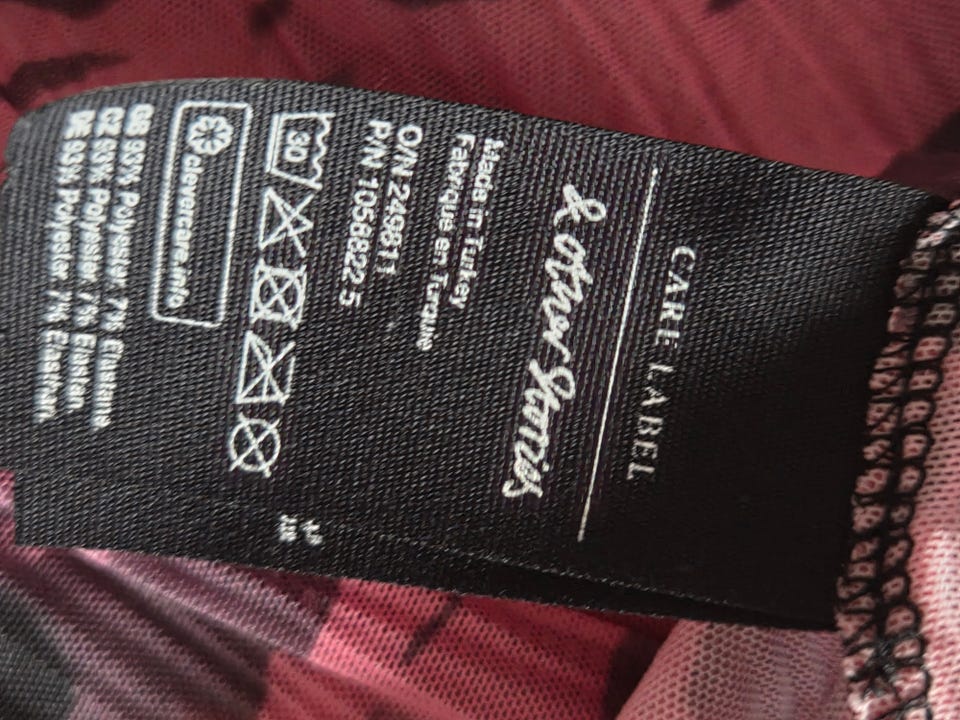 CARE LABEL
& Other Stories
Made in Turkey
Fabriqué en Turquie
O/N 249811
P/N 1058822.5
30
clevercare.info
GB 93% Polyester 7% Elastane
CZ 93% Polyester 7% Elastan
DE 93% Polyester 7% Elasthan